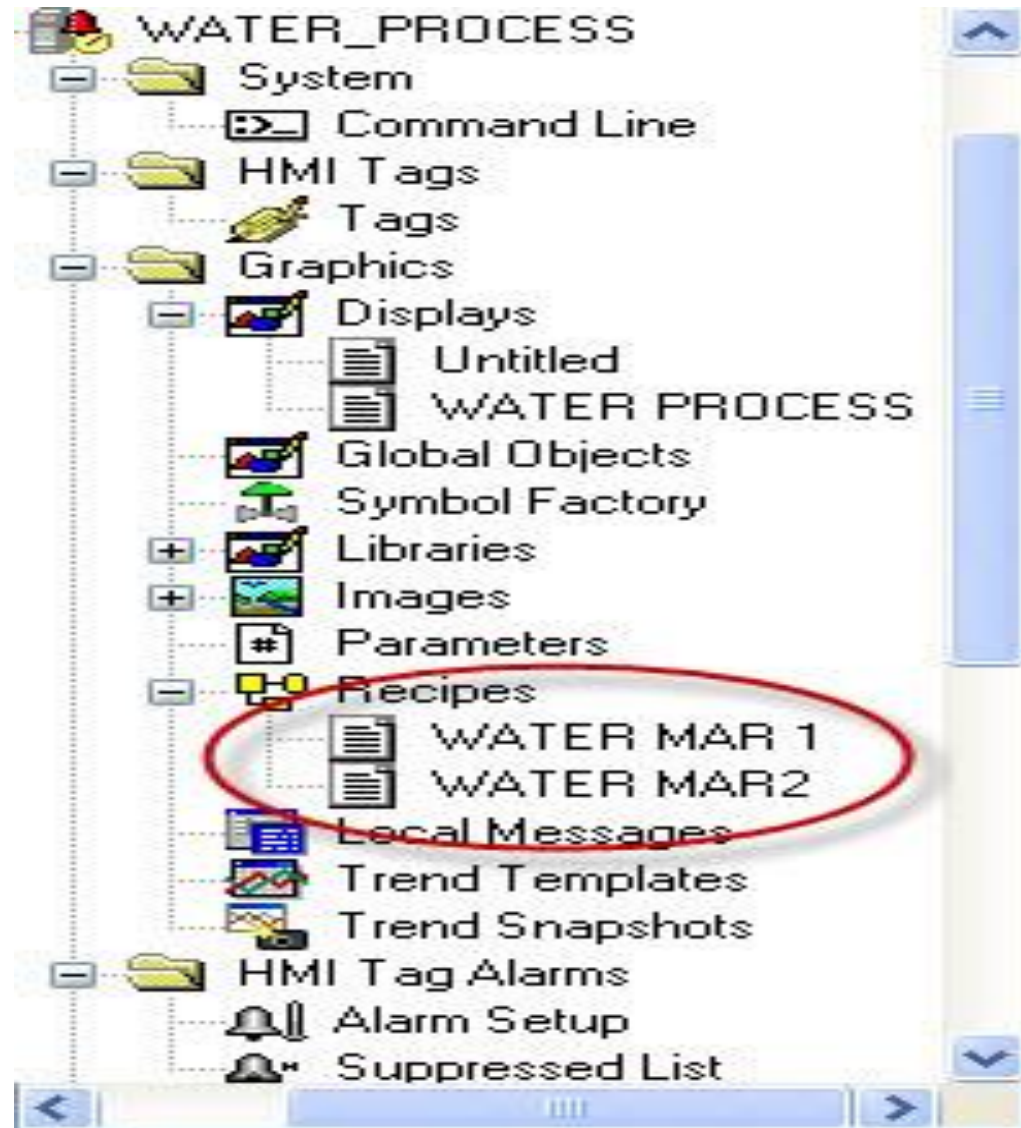 WATER_PROCESS
System
Command Line
HMI Tags
Tags
Graphics
Displays
Untitled
WATER PROCESS
Global Objects
Symbol Factory
Libraries
Images
Parameters
Recipes
WATER MAR 1
WATER MAR2
Local Messages
Trend Templates
Trend Snapshots
HMI Tag Alarms
Alarm Setup
Suppressed List